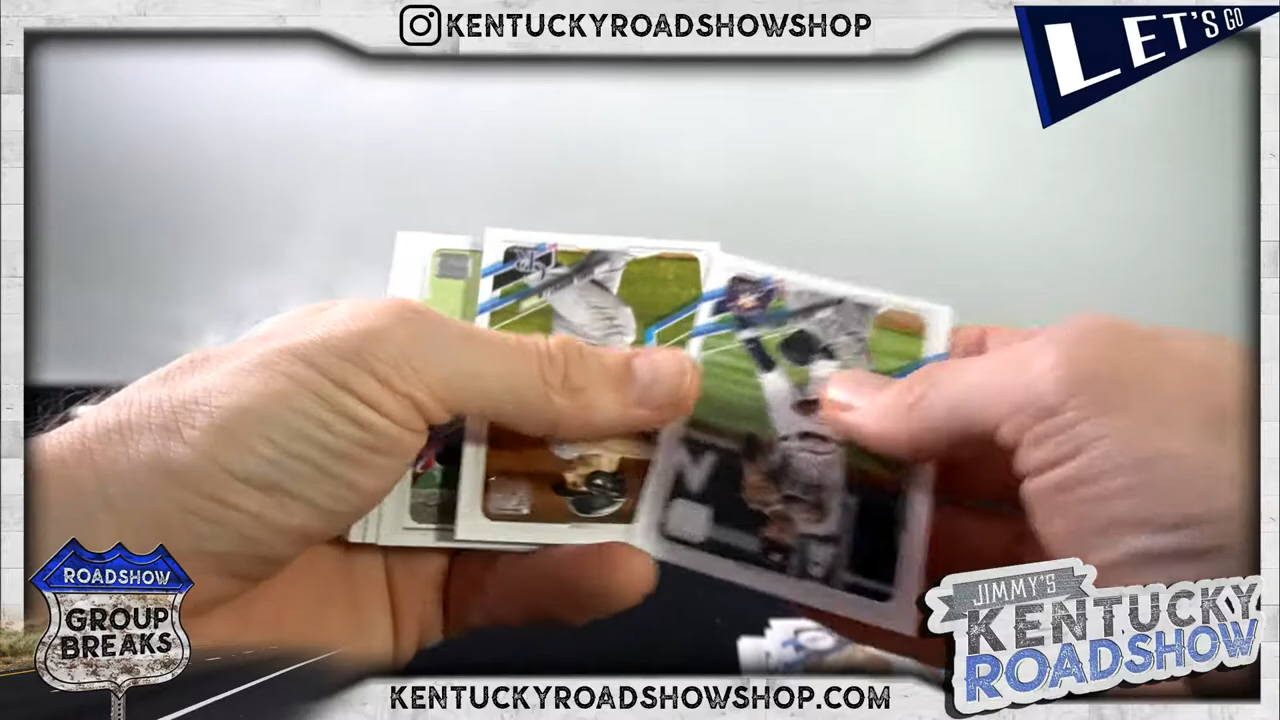 KENTUCKYROADSHOWSHOP
LET'S GO
ROADSHOW
GROUP
BREAKS
JIMMY'S
KENTUCKY
ROADSHOW
KENTUCKYROADSHOWSHOP.COM